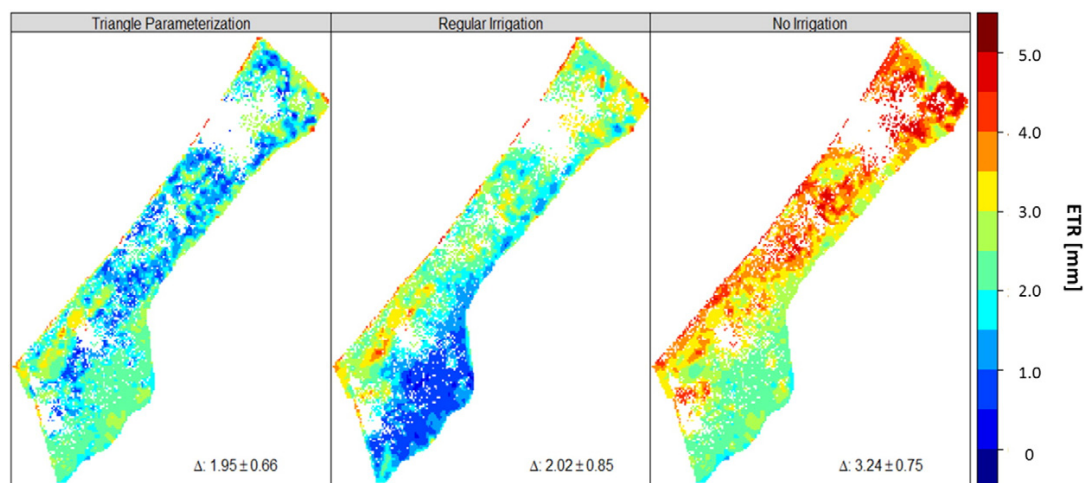 Triangle Parameterization
Regular Irrigation
No Irrigation
5.0
4.0
3.0
2.0
1.0
0
ETR [mm]
Δ: 1.95 ± 0.66
Δ: 2.02 ± 0.85
Δ: 3.24 ± 0.75